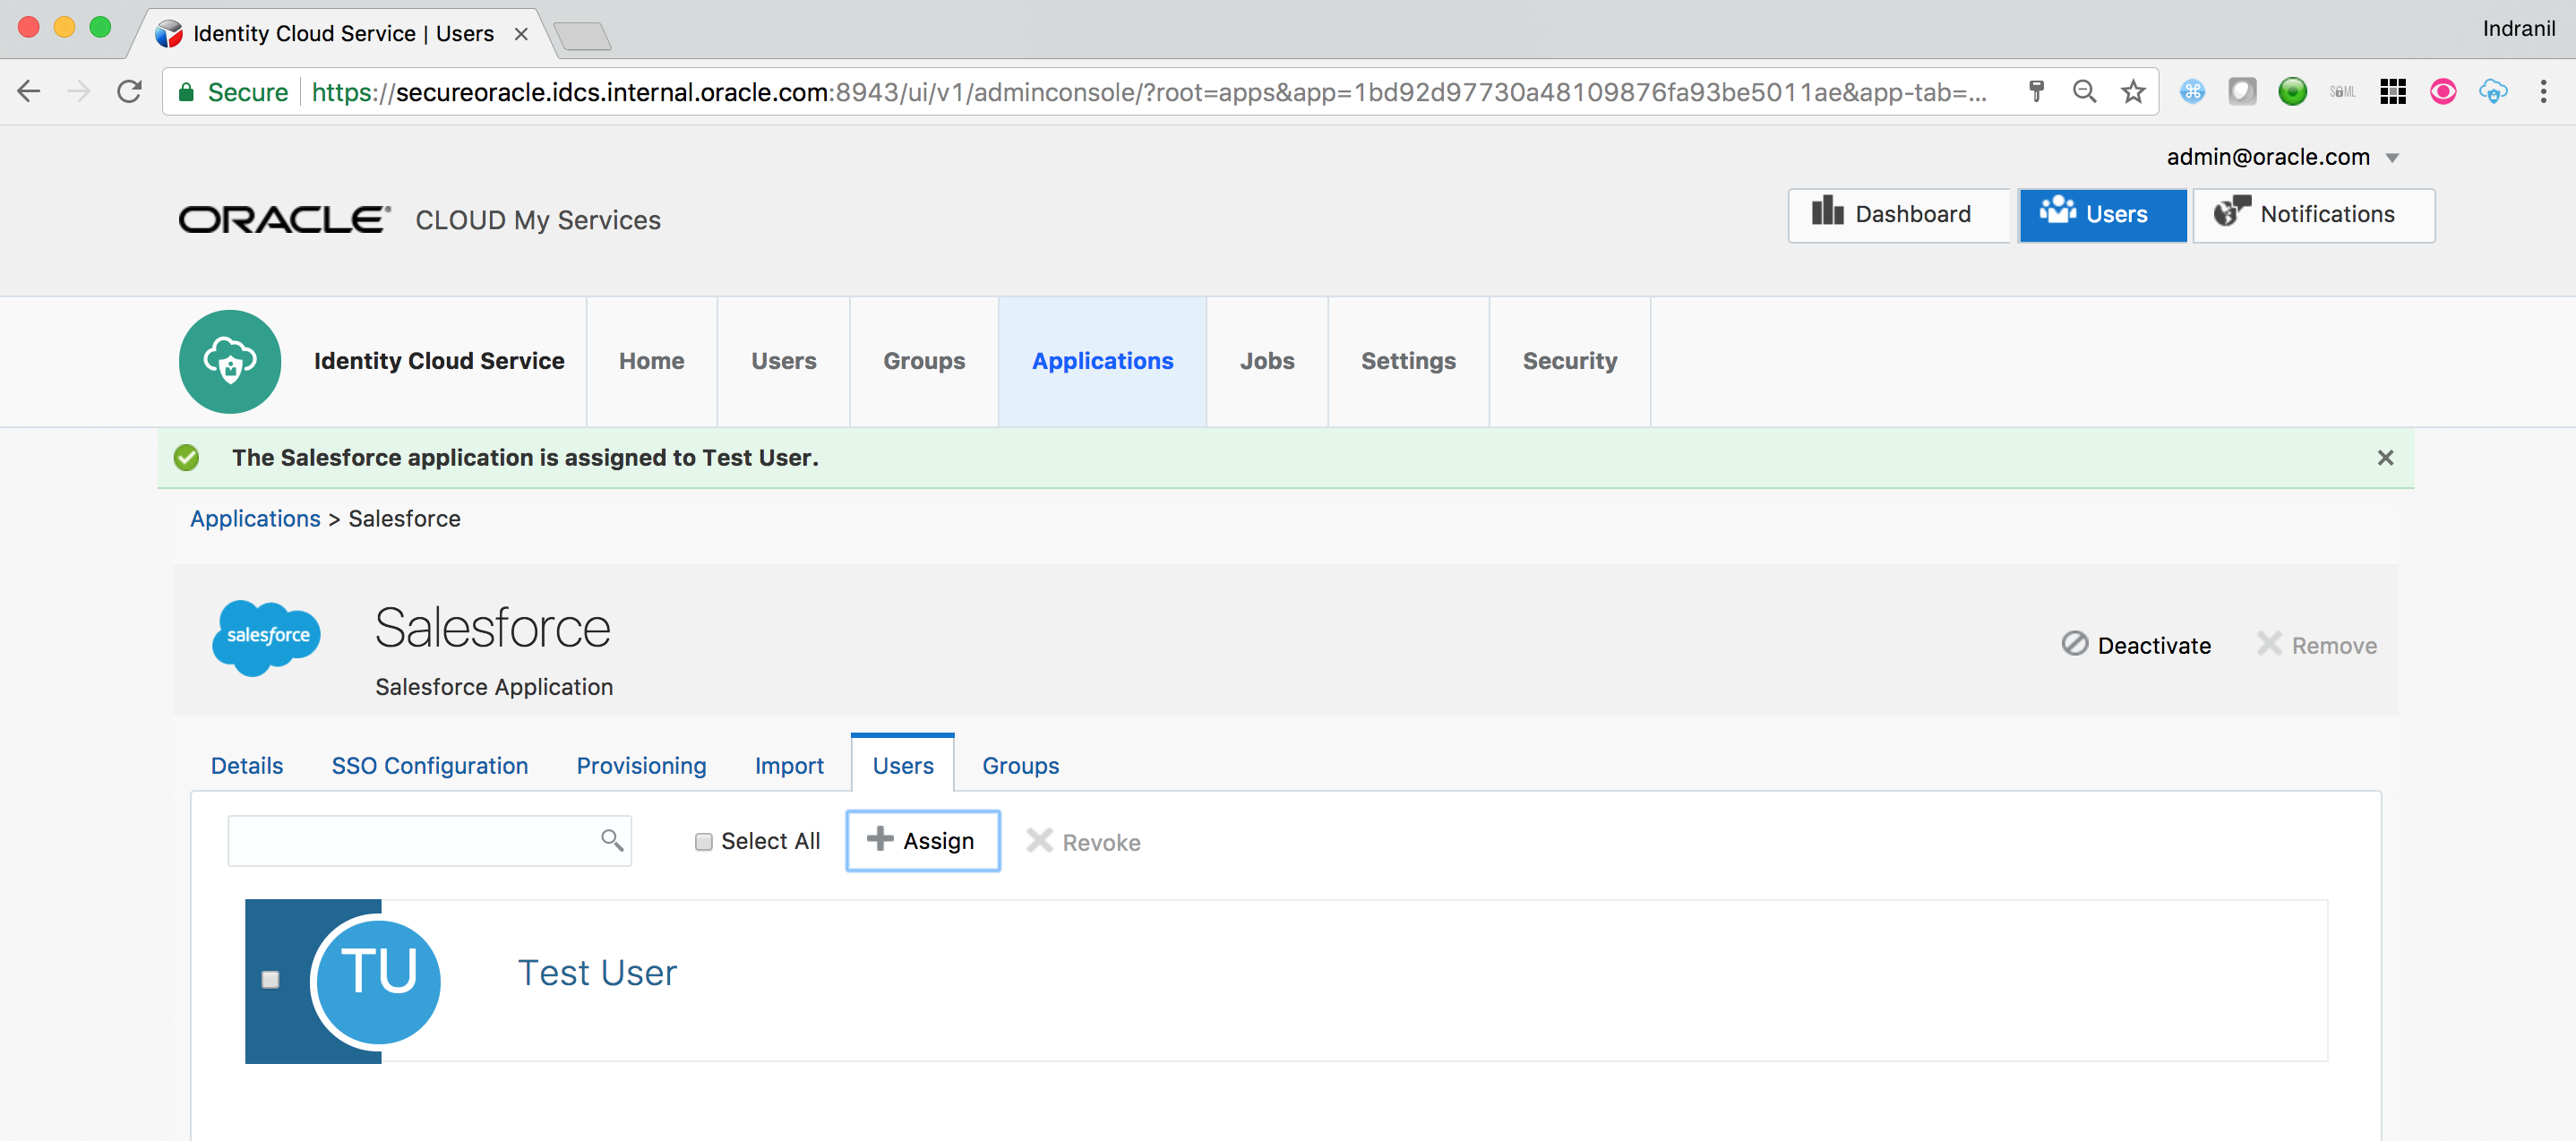 Identity Cloud Service | Users
Indranil
Secure https://secureoracle.idcs.internal.oracle.com:8943/ui/v1/adminconsole/?root=apps&app=1bd92d97730a48109876fa93be5011ae&app-tab=...
SAML
admin@oracle.com
ORACLE CLOUD My Services
Dashboard Users Notifications
Identity Cloud Service Home Users Groups Applications Jobs Settings Security
The Salesforce application is assigned to Test User.
Applications > Salesforce
salesforce
Salesforce
Salesforce Application
Deactivate Remove
Details SSO Configuration Provisioning Import Users Groups
Select All Assign Revoke
TU
Test User